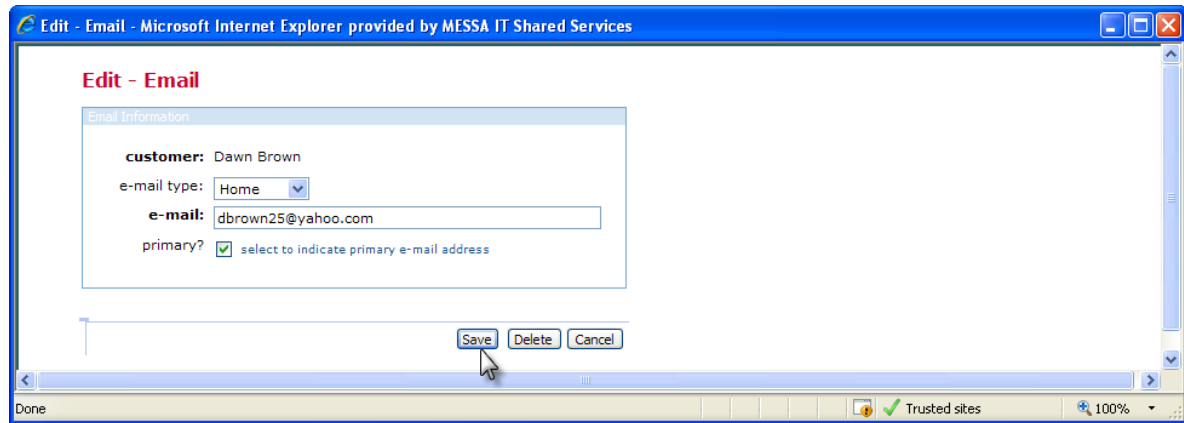 Edit - Email - Microsoft Internet Explorer provided by MESSA IT Shared Services
Edit - Email
Email Information
customer: Dawn Brown
e-mail type: Home
e-mail: dbrown25@yahoo.com
primary? select to indicate primary e-mail address
Save Delete Cancel
Done Trusted sites 100%